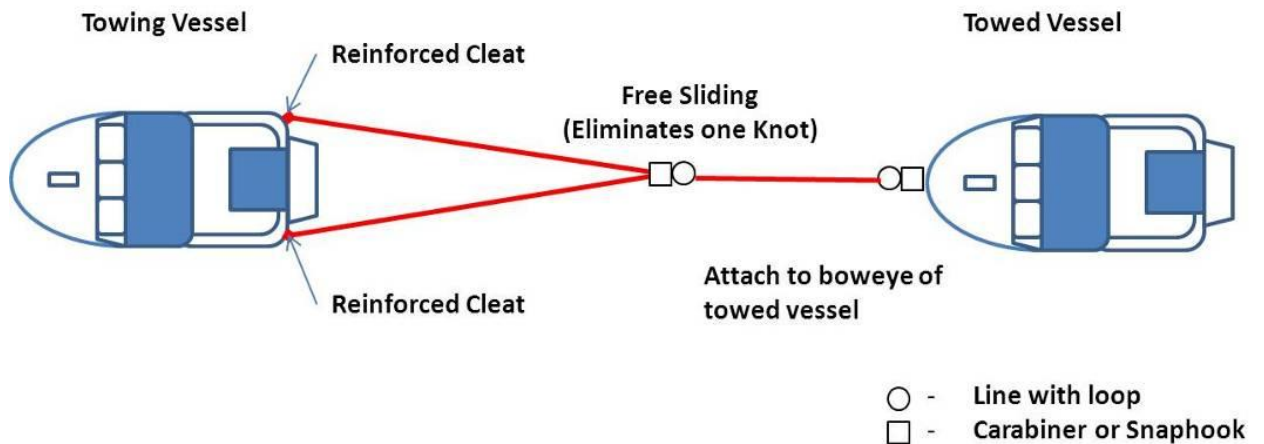 Towing Vessel
Towed Vessel
Reinforced Cleat
Free Sliding
(Eliminates one Knot)
Attach to boweye of
towed vessel
Reinforced Cleat
- Line with loop
- Carabiner or Snaphook